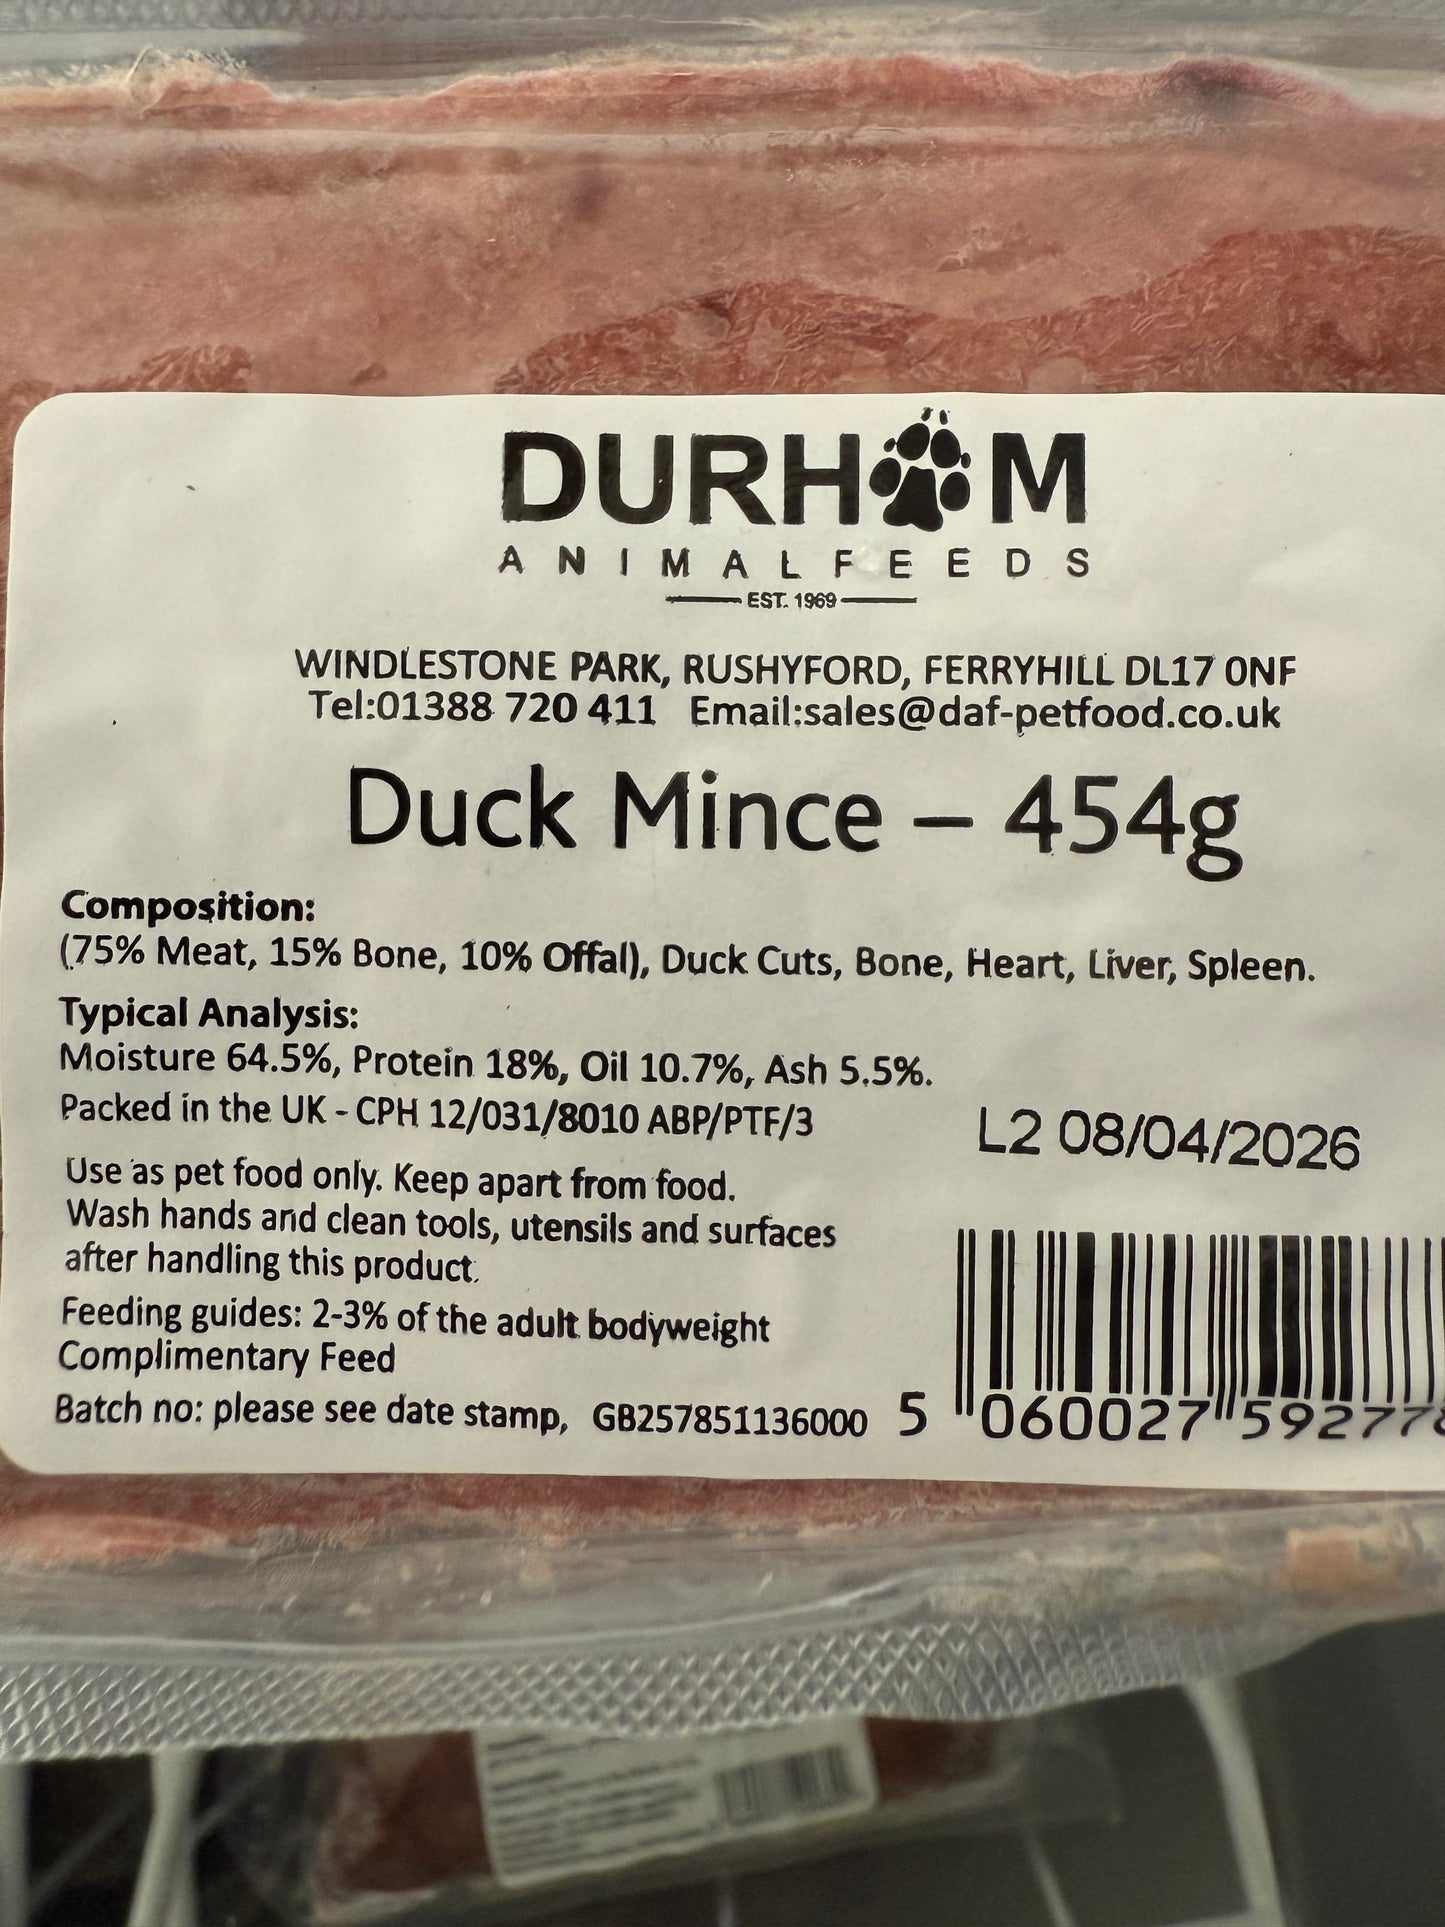 DURHAM
ANIMAL FEEDS
EST. 1969
WINDLESTONE PARK, RUSHYFORD, FERRYHILL DL17 0NF
Tel:01388 720 411 Email:sales@daf-petfood.co.uk
Duck Mince – 454g
Composition:
(75% Meat, 15% Bone, 10% Offal), Duck Cuts, Bone, Heart, Liver, Spleen.
Typical Analysis:
Moisture 64.5%, Protein 18%, Oil 10.7%, Ash 5.5%.
Packed in the UK - CPH 12/031/8010 ABP/PTF/3
L2 08/04/2026
Use as pet food only. Keep apart from food.
Wash hands and clean tools, utensils and surfaces
after handling this product.
Feeding guides: 2-3% of the adult bodyweight
Complimentary Feed
Batch no: please see date stamp, GB257851136000
5 060027 592778